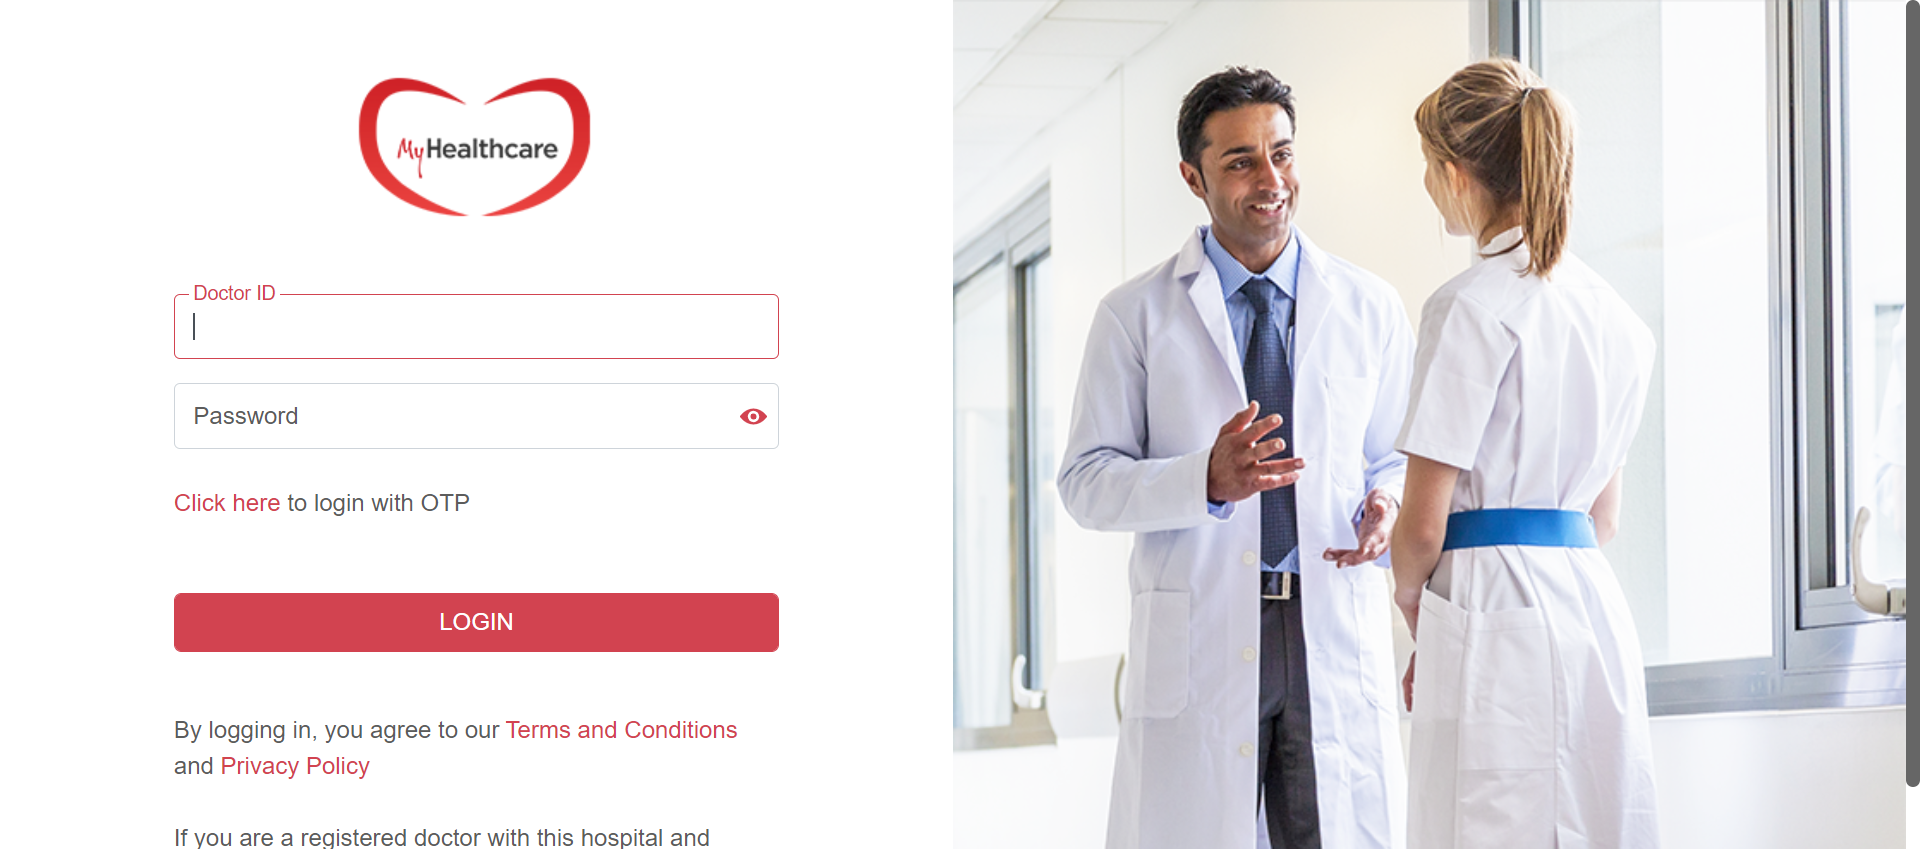 MyHealthcare
Doctor ID
Password
Click here to login with OTP
LOGIN
By logging in, you agree to our Terms and Conditions
and Privacy Policy
If you are a registered doctor with this hospital and